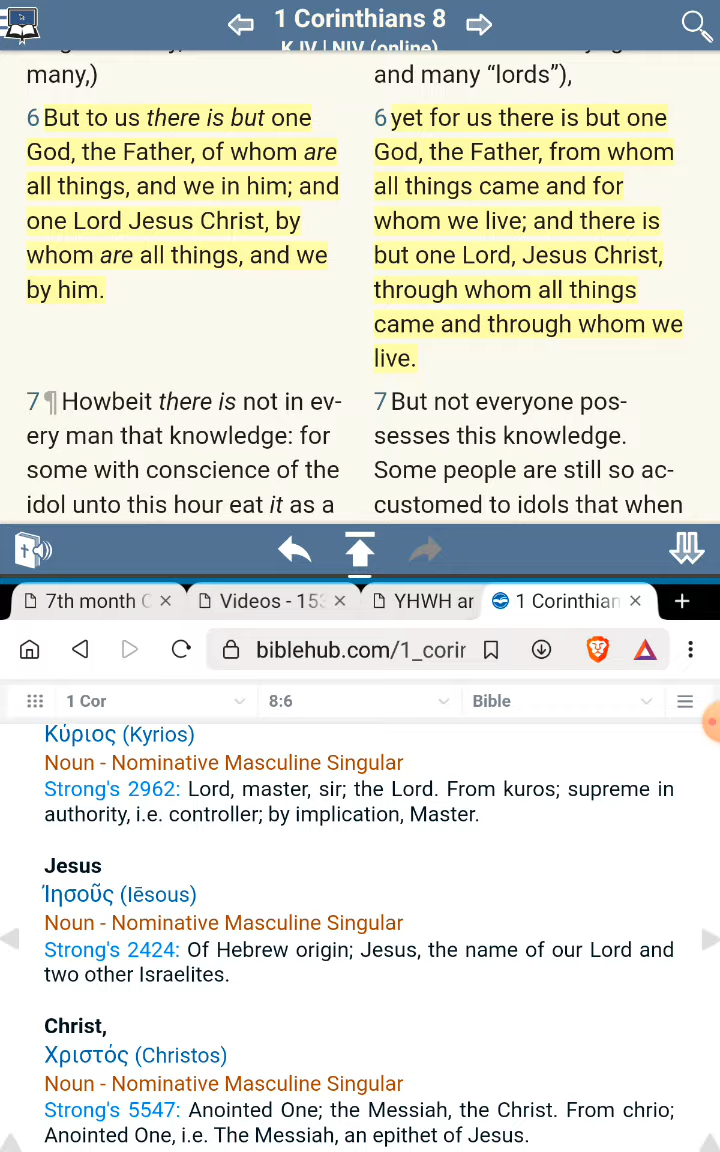 1 Corinthians 8
KJV | NIV (online)
many,)
6 But to us there is but one
God, the Father, of whom are
all things, and we in him; and
one Lord Jesus Christ, by
whom are all things, and we
by him.
7 ¶ Howbeit there is not in ev-
ery man that knowledge: for
some with conscience of the
idol unto this hour eat it as a
and many “lords”),
6 yet for us there is but one
God, the Father, from whom
all things came and for
whom we live; and there is
but one Lord, Jesus Christ,
through whom all things
came and through whom we
live.
7 But not everyone pos-
sesses this knowledge.
Some people are still so ac-
customed to idols that when
7th month
Videos - 153
YHWH ar
1 Corinthian
biblehub.com/1_corir
1 Cor
8:6
Bible
Κύριος (Kyrios)
Noun - Nominative Masculine Singular
Strong's 2962: Lord, master, sir; the Lord. From kuros; supreme in
authority, i.e. controller; by implication, Master.
Jesus
Ἰησοῦς (Iēsous)
Noun - Nominative Masculine Singular
Strong's 2424: Of Hebrew origin; Jesus, the name of our Lord and
two other Israelites.
Christ,
Χριστός (Christos)
Noun - Nominative Masculine Singular
Strong's 5547: Anointed One; the Messiah, the Christ. From chrio;
Anointed One, i.e. The Messiah, an epithet of Jesus.